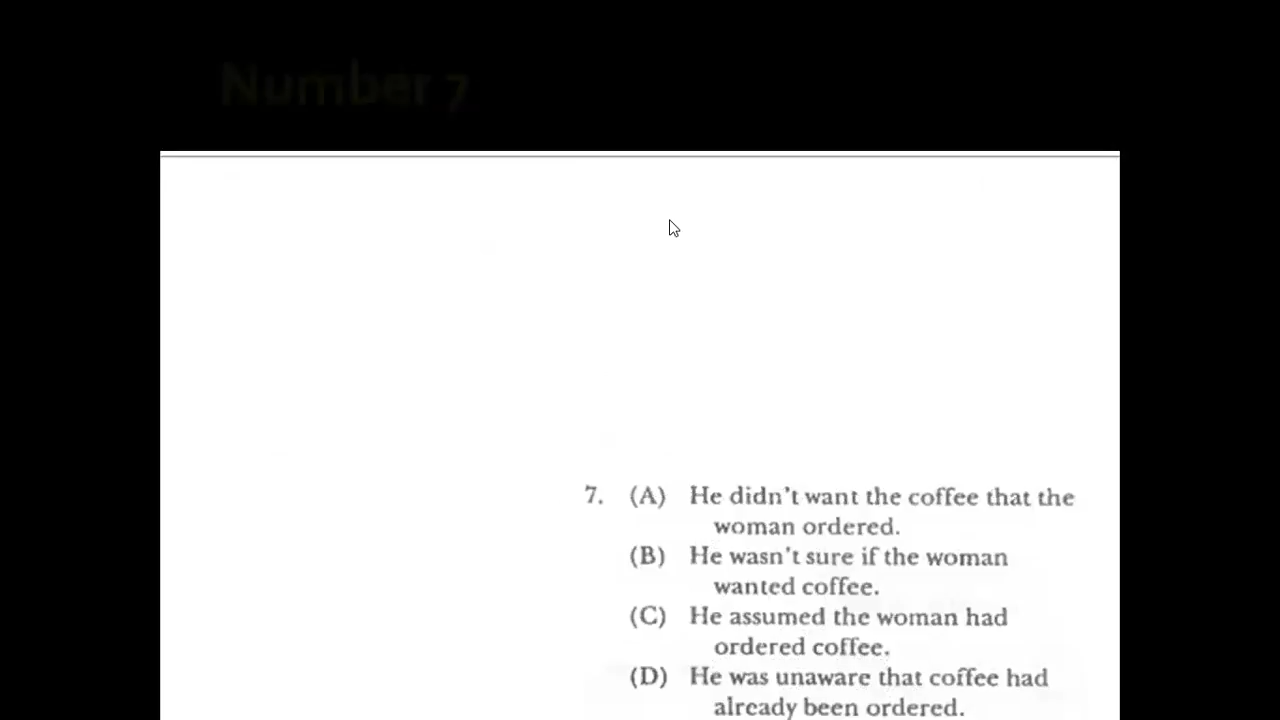 Number 7
7. (A) He didn't want the coffee that the
woman ordered.
(B) He wasn't sure if the woman
wanted coffee.
(C) He assumed the woman had
ordered coffee.
(D) He was unaware that coffee had
already been ordered.